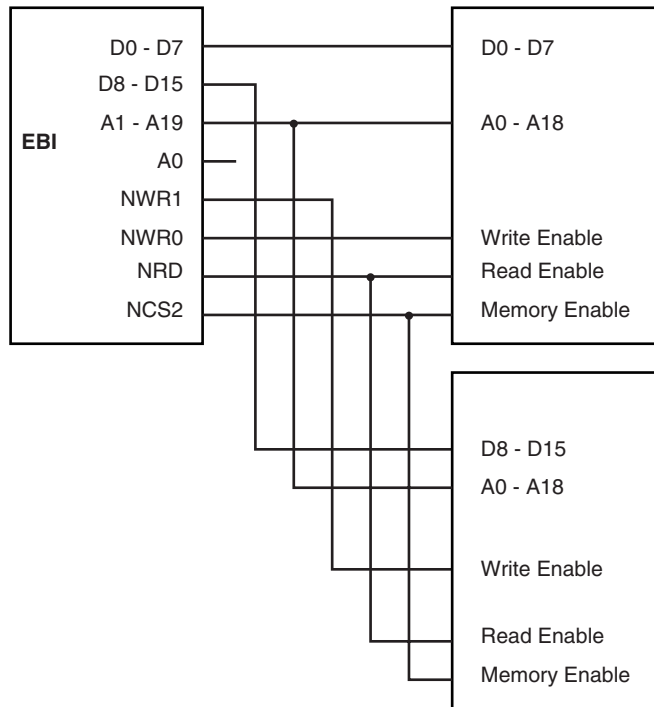 D0 - D7
D8 - D15
A1 - A19
EBI
A0
NWR1
NWR0
NRD
NCS2
D0 - D7
A0 - A18
Write Enable
Read Enable
Memory Enable
D8 - D15
A0 - A18
Write Enable
Read Enable
Memory Enable